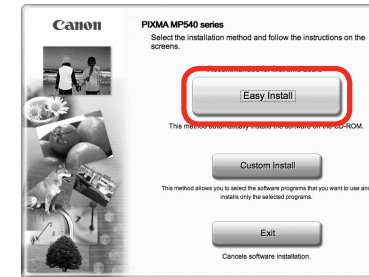 Canon
PIXMA MP540 series
Select the installation method and follow the instructions on the
screens.
Easy Install
This method automatically installs the software on the CD-ROM.
Custom Install
This method allows you to select the software programs that you want to use and
installs only the selected programs.
Exit
Cancels software installation.